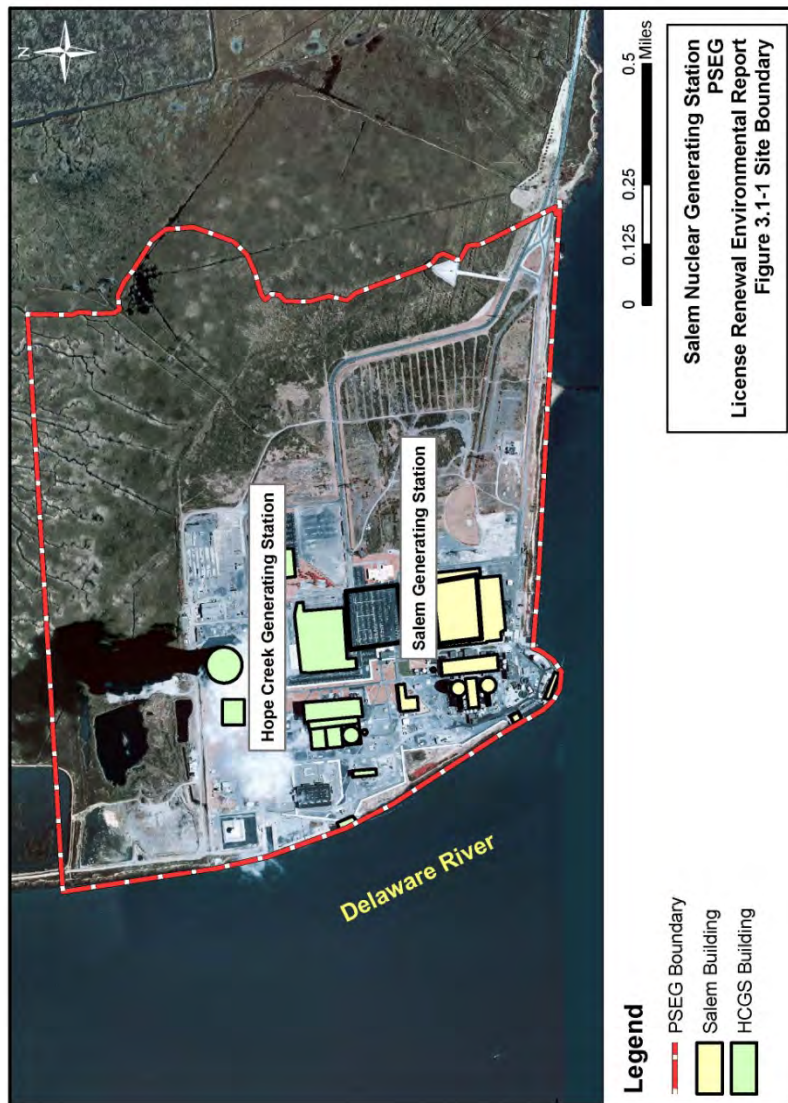 N
Hope Creek Generating Station
Salem Generating Station
Delaware River
Legend
PSEG Boundary
Salem Building
HCGS Building
0 0.125 0.25 0.5
Miles
Salem Nuclear Generating Station
PSEG
License Renewal Environmental Report
Figure 3.1-1 Site Boundary